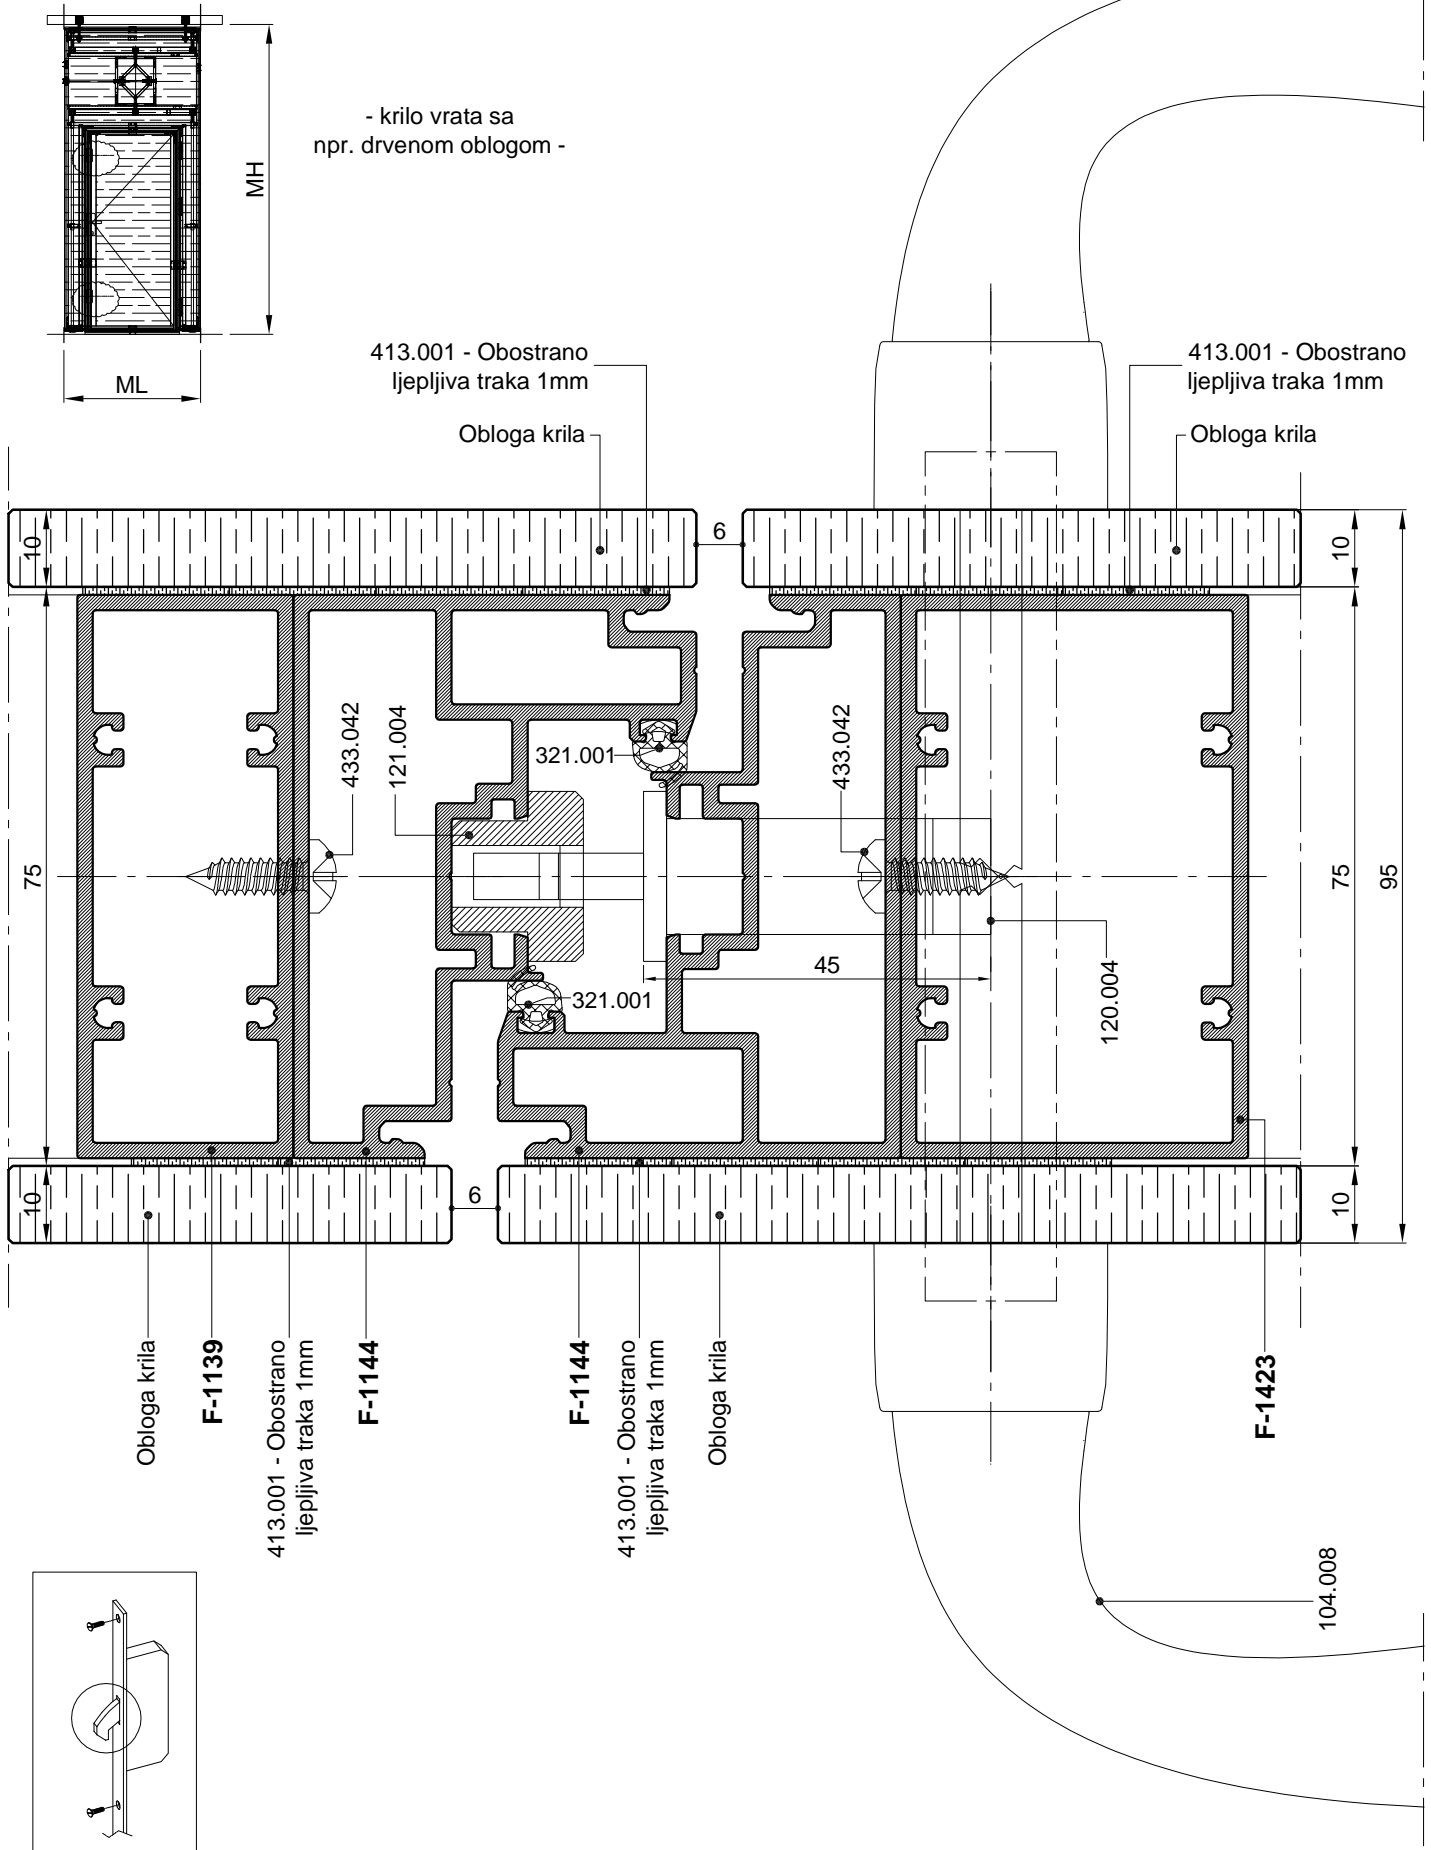 - krilo vrata sa
npr. drvenom oblogom -
MH
ML
413.001 - Obostrano
ljepljiva traka 1mm
Obloga krila
413.001 - Obostrano
ljepljiva traka 1mm
Obloga krila
10
6
10
433.042
121.004
321.001
433.042
75
75
95
45
321.001
120.004
10
6
10
Obloga krila
F-1139
413.001 - Obostrano
ljepljiva traka 1mm
F-1144
F-1144
413.001 - Obostrano
ljepljiva traka 1mm
Obloga krila
F-1423
104.008